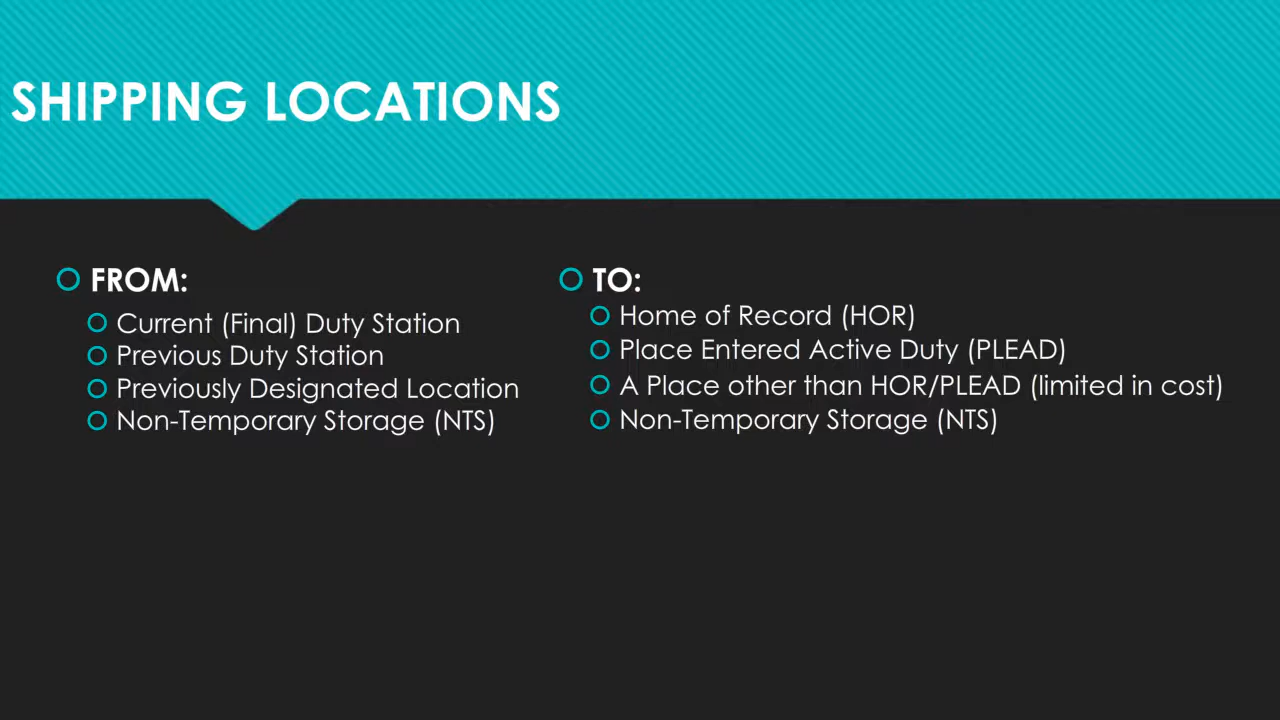 SHIPPING LOCATIONS
FROM:
Current (Final) Duty Station
Previous Duty Station
Previously Designated Location
Non-Temporary Storage (NTS)
TO:
Home of Record (HOR)
Place Entered Active Duty (PLEAD)
A Place other than HOR/PLEAD (limited in cost)
Non-Temporary Storage (NTS)